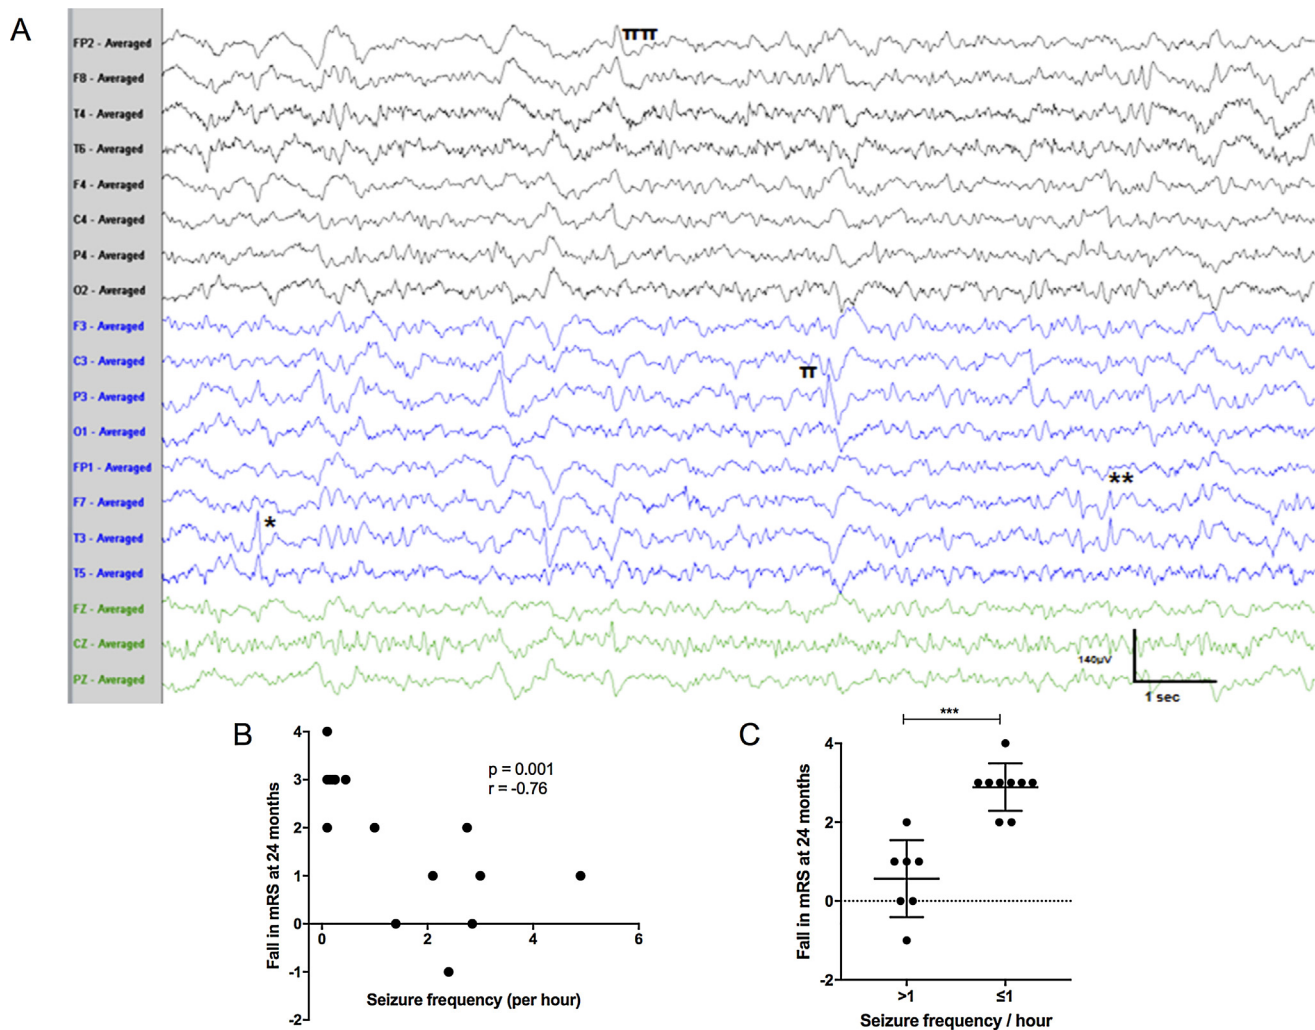 A
ππ
FP2 - Averaged
F8 - Averaged
T4 - Averaged
T6 - Averaged
F4 - Averaged
C4 - Averaged
P4 - Averaged
O2 - Averaged
F3 - Averaged
C3 - Averaged
π
P3 - Averaged
O1 - Averaged
FP1 - Averaged
**
F7 - Averaged
*
T3 - Averaged
T5 - Averaged
FZ - Averaged
CZ - Averaged
140µV
PZ - Averaged
1 sec
B
4
3
2
1
0
-1
-2
Fall in mRS at 24 months
p = 0.001
r = -0.76
0
2
4
6
Seizure frequency (per hour)
C
***
4
2
0
-2
Fall in mRS at 24 months
>1
≤1
Seizure frequency / hour